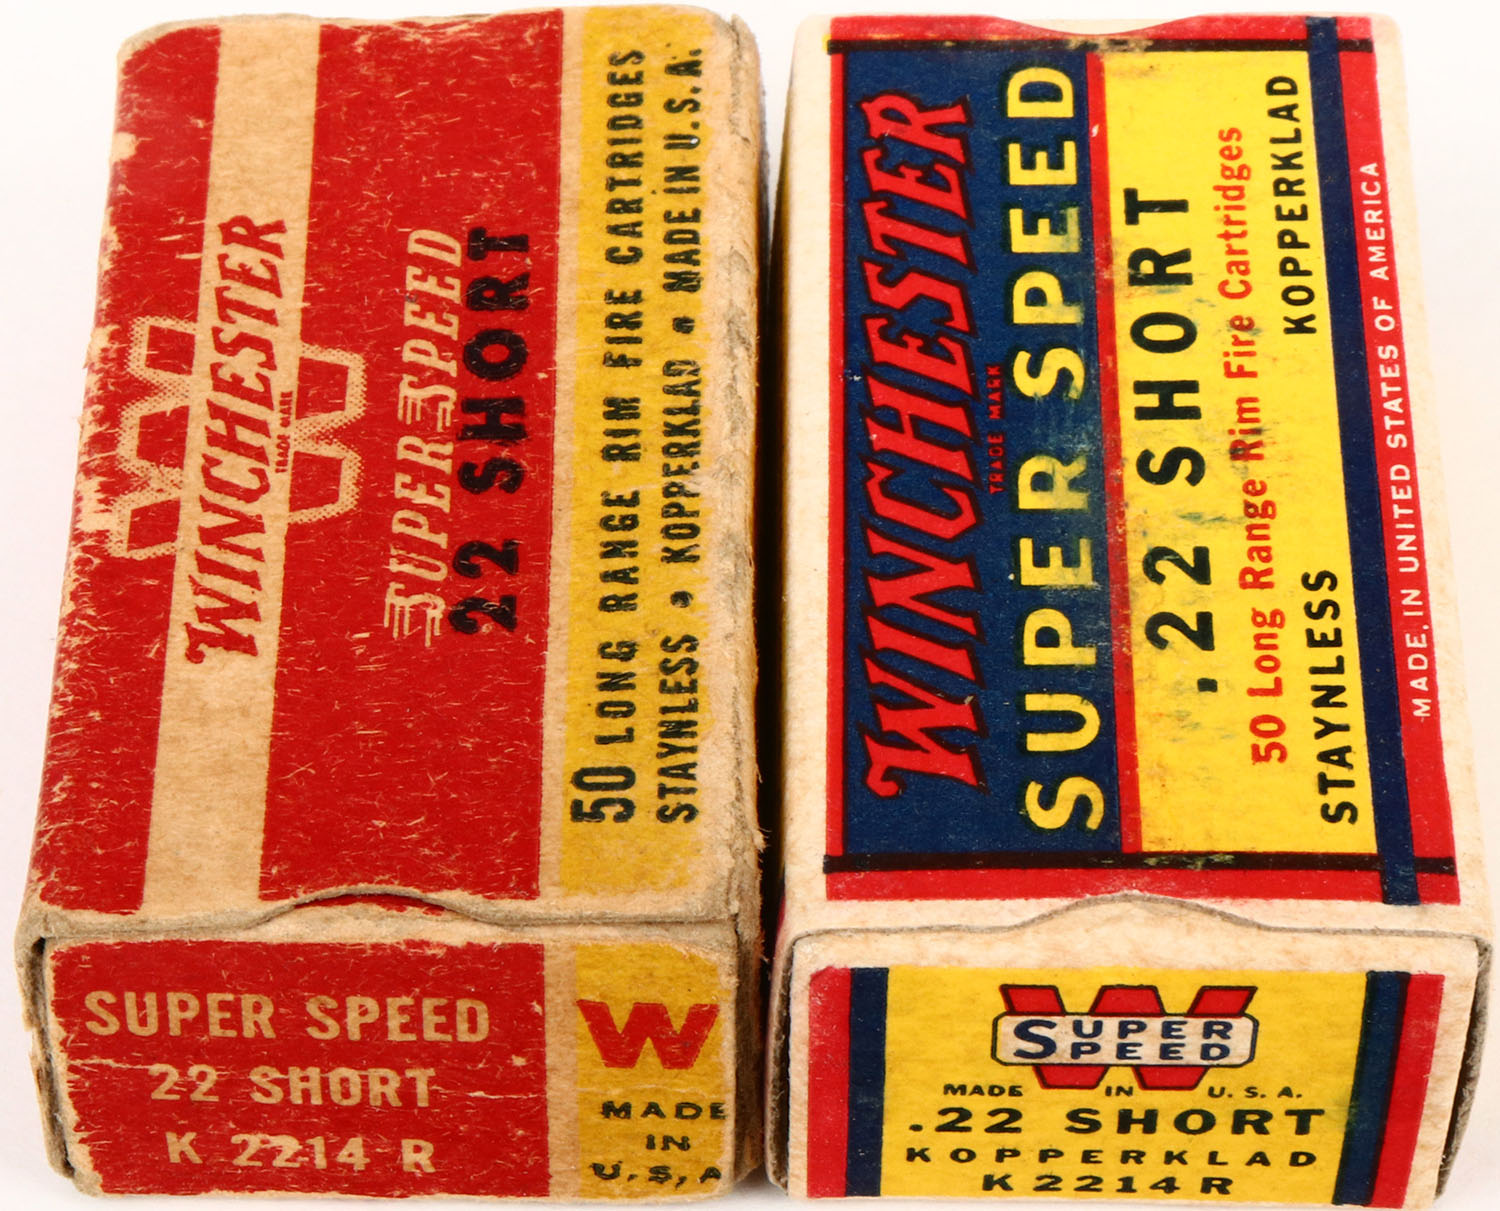 W
WINCHESTER
TRADE MARK
SUPER SPEED
22 SHORT
50 LONG RANGE RIM FIRE CARTRIDGES
STAYNLESS • KOPPERKLAD • MADE IN U.S.A.
SUPER SPEED
22 SHORT
K 2214 R
W
MADE
IN
U.S.A
WINCHESTER
TRADE MARK
SUPER SPEED
.22 SHORT
50 Long Range Rim Fire Cartridges
STAYNLESS KOPPERKLAD
MADE IN UNITED STATES OF AMERICA
W
SUPER
SPEED
MADE IN U.S.A.
.22 SHORT
KOPPERKLAD
K2214R